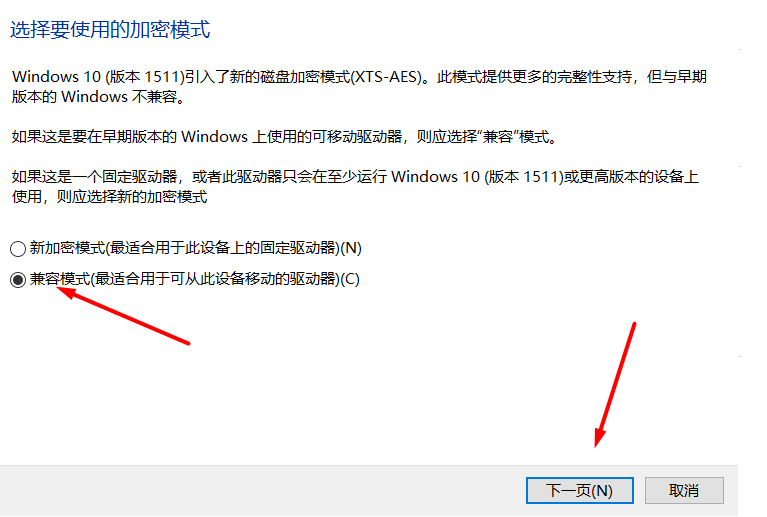 选择要使用的加密模式
Windows 10 (版本 1511)引入了新的磁盘加密模式(XTS-AES)。此模式提供更多的完整性支持，但与早期
版本的 Windows 不兼容。
如果这是要在早期版本的 Windows 上使用的可移动驱动器，则应选择“兼容”模式。
如果这是一个固定驱动器，或者此驱动器只会在至少运行 Windows 10 (版本 1511)或更高版本的设备上
使用，则应选择新的加密模式
新加密模式(最适合用于此设备上的固定驱动器)(N)
兼容模式(最适合用于可从此设备移动的驱动器)(C)
下一页(N)
取消